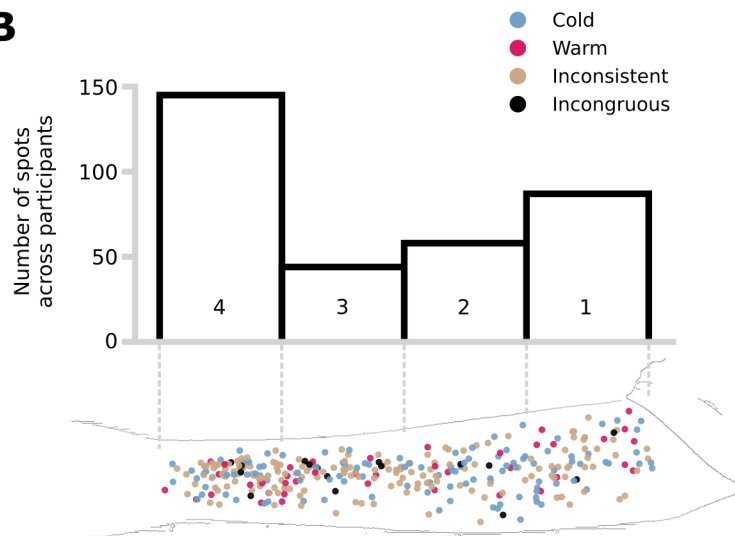 B
Cold
Warm
Inconsistent
Incongruous
Number of spots
across participants
150
100
50
0
4
3
2
1